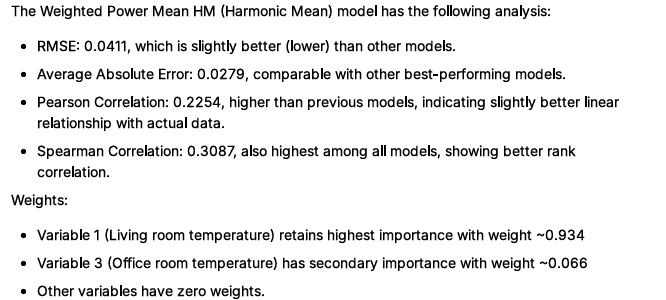 The Weighted Power Mean HM (Harmonic Mean) model has the following analysis:
• RMSE: 0.0411, which is slightly better (lower) than other models.
• Average Absolute Error: 0.0279, comparable with other best-performing models.
• Pearson Correlation: 0.2254, higher than previous models, indicating slightly better linear
relationship with actual data.
• Spearman Correlation: 0.3087, also highest among all models, showing better rank
correlation.
Weights:
• Variable 1 (Living room temperature) retains highest importance with weight ~0.934
• Variable 3 (Office room temperature) has secondary importance with weight ~0.066
• Other variables have zero weights.